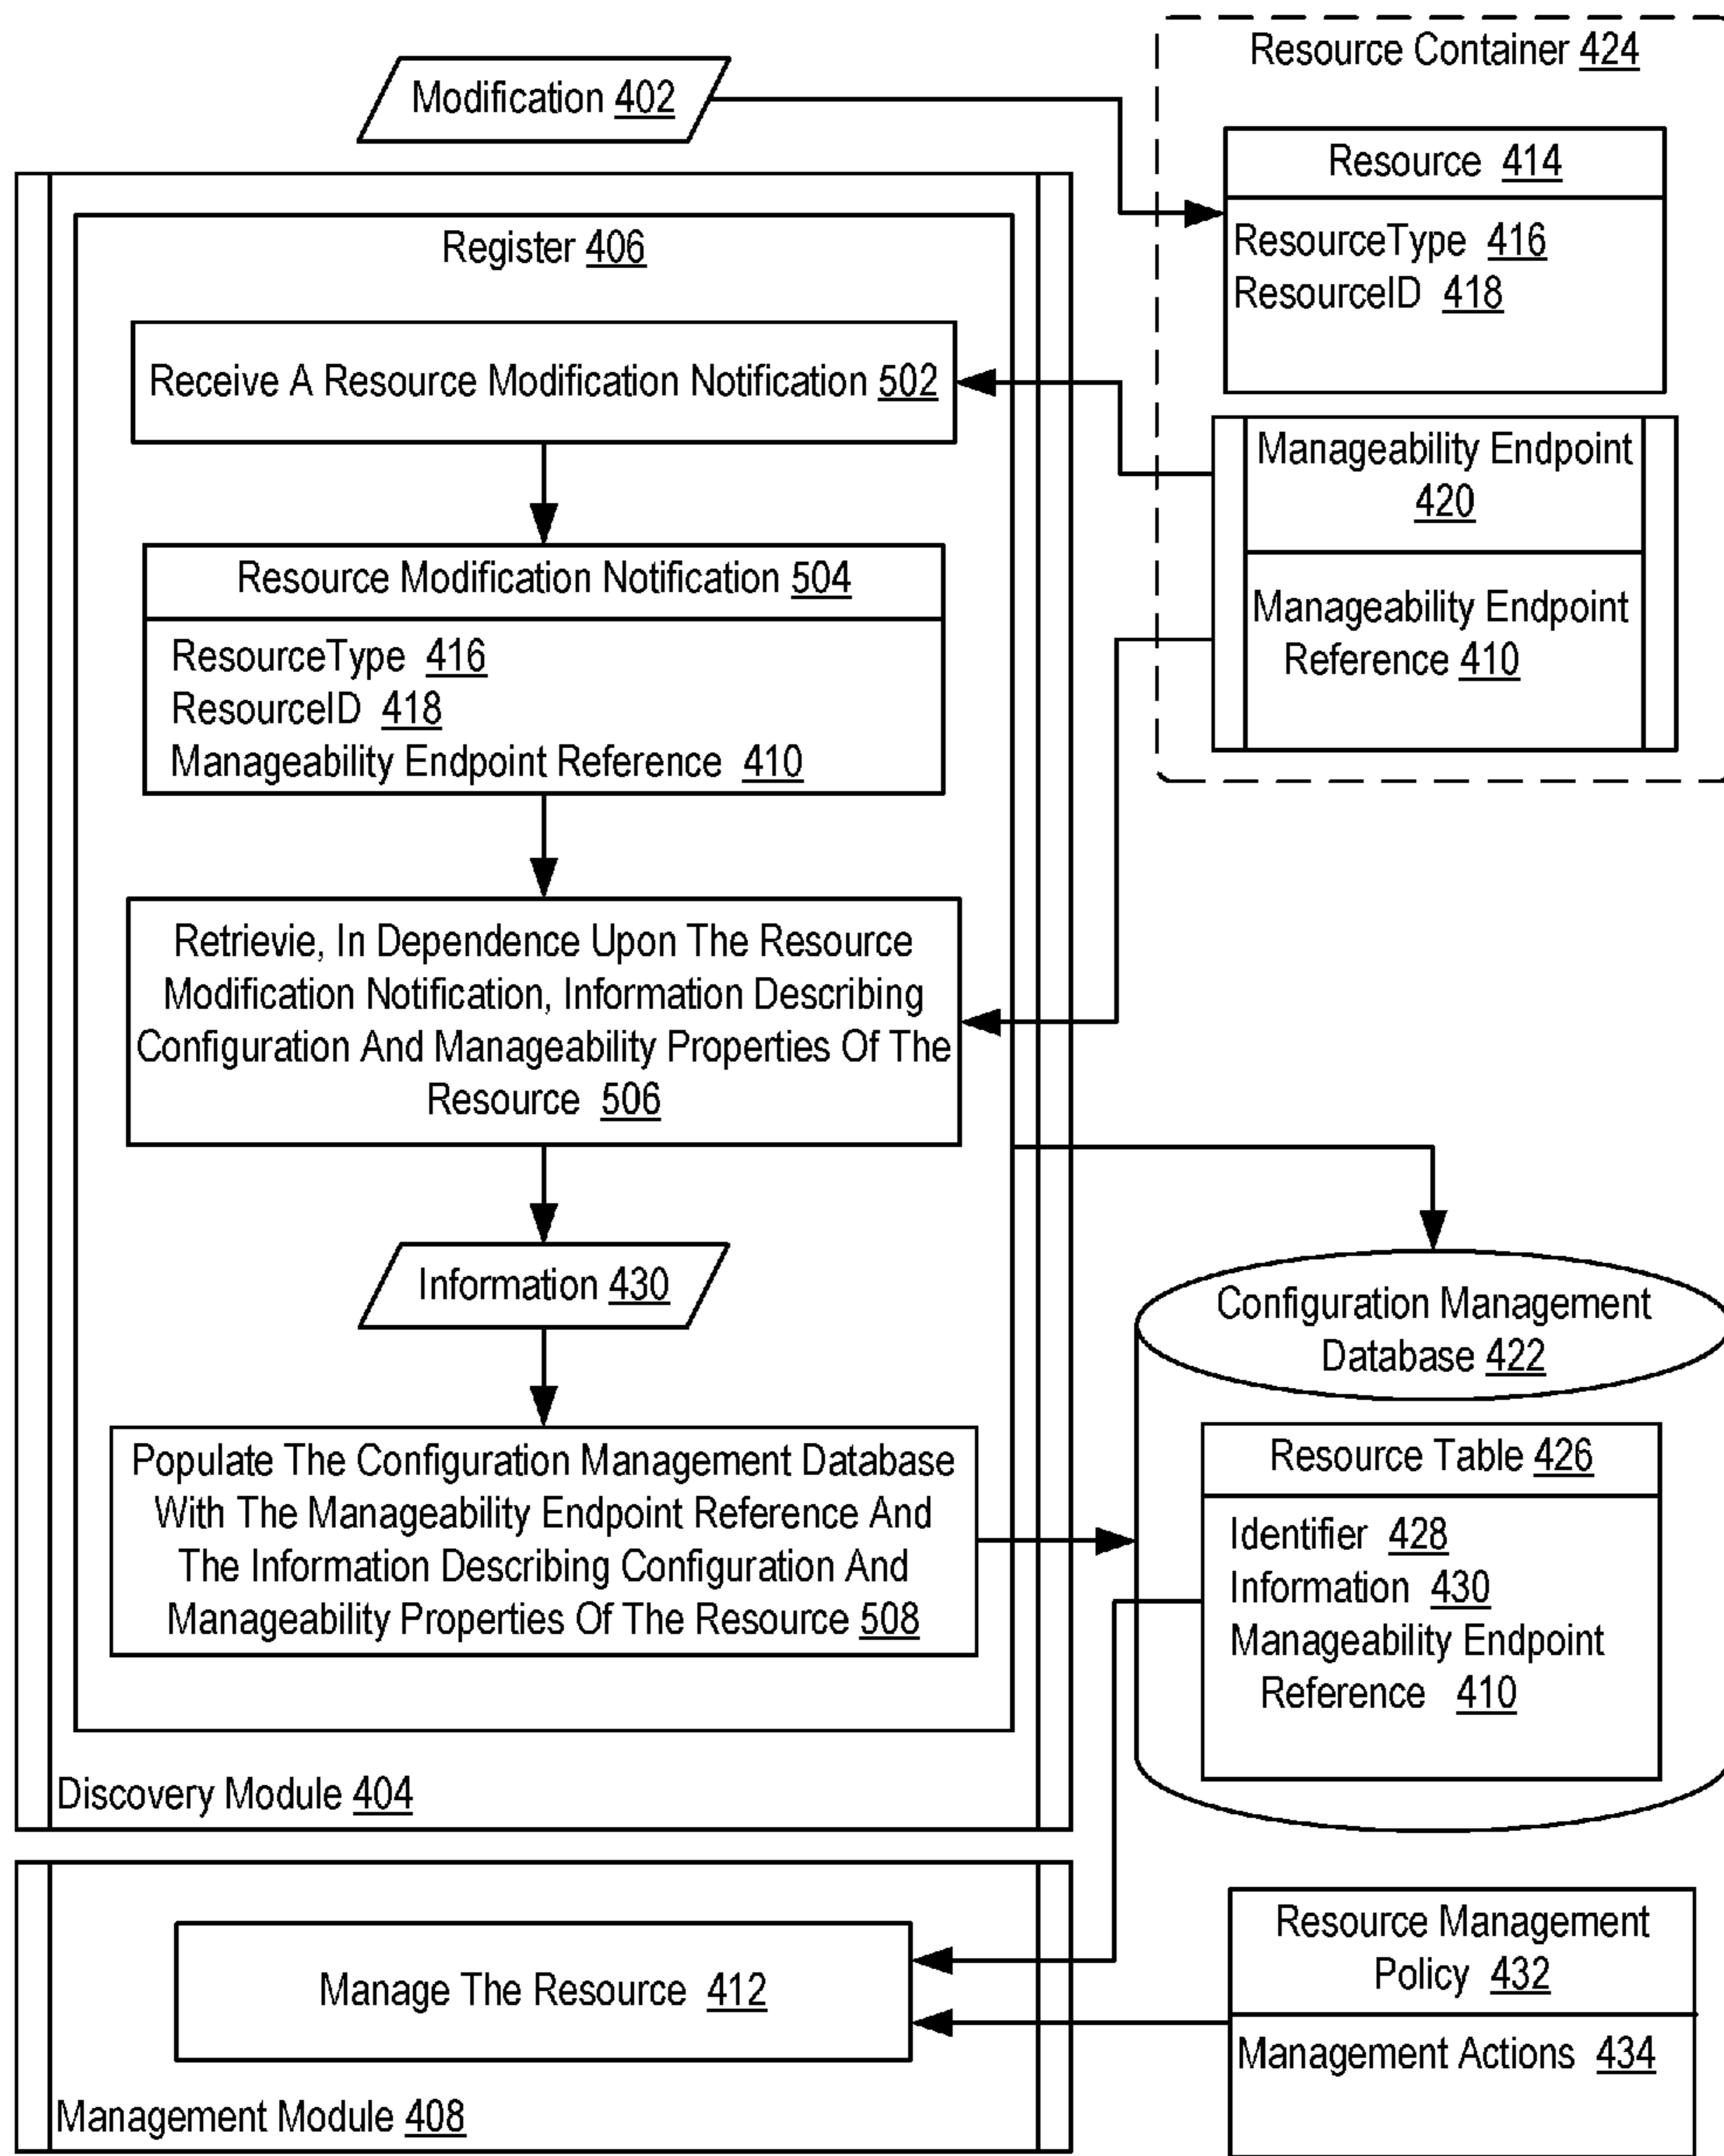 Modification 402
Resource Container 424
Resource 414
ResourceType 416
ResourceID 418
Manageability Endpoint
420
Manageability Endpoint
Reference 410
Register 406
Receive A Resource Modification Notification 502
Resource Modification Notification 504
ResourceType 416
ResourceID 418
Manageability Endpoint Reference 410
Retrievie, In Dependence Upon The Resource
Modification Notification, Information Describing
Configuration And Manageability Properties Of The
Resource 506
Information 430
Populate The Configuration Management Database
With The Manageability Endpoint Reference And
The Information Describing Configuration And
Manageability Properties Of The Resource 508
Discovery Module 404
Configuration Management
Database 422
Resource Table 426
Identifier 428
Information 430
Manageability Endpoint
Reference 410
Manage The Resource 412
Management Module 408
Resource Management
Policy 432
Management Actions 434